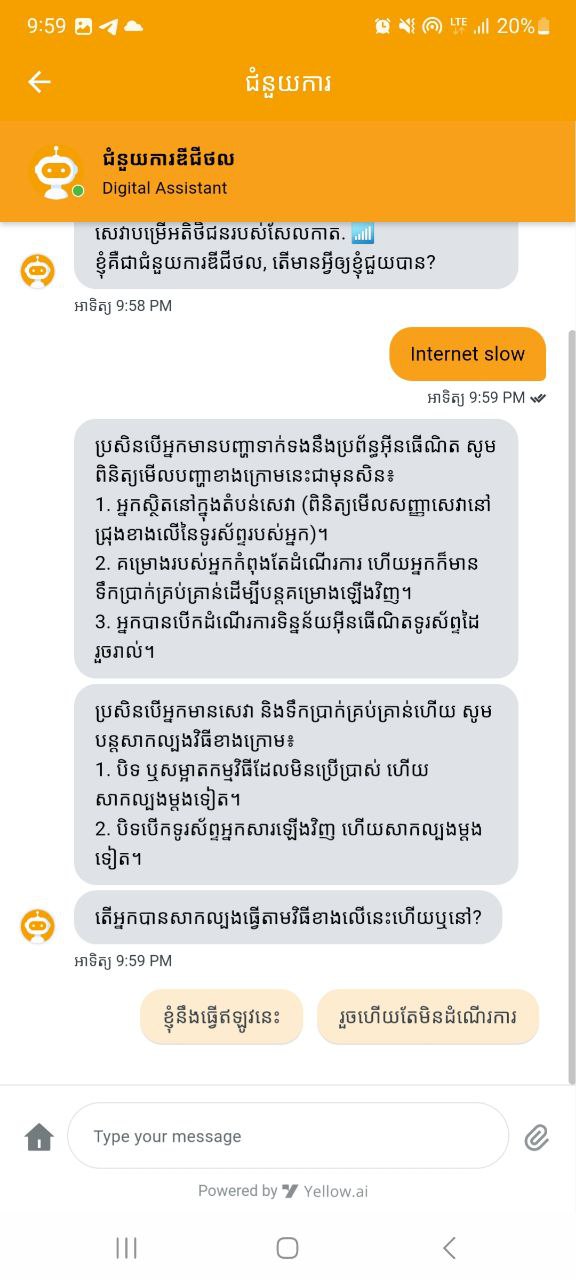 9:59
LTE
20%
ជំនួយការ
ជំនួយការឌីជីថល
Digital Assistant
សេវាបម្រើអតិថិជនរបស់សែលកាត.
ខ្ញុំគឺជាជំនួយការឌីជីថល, តើមានអ្វីឲ្យខ្ញុំជួយបាន?
អាទិត្យ 9:58 PM
Internet slow
អាទិត្យ 9:59 PM
ប្រសិនបើអ្នកមានបញ្ហាទាក់ទងនឹងប្រព័ន្ធអ៊ីនធើណិត សូម
ពិនិត្យមើលបញ្ហាខាងក្រោមនេះជាមុនសិន៖
1. អ្នកស្ថិតនៅក្នុងតំបន់សេវា (ពិនិត្យមើលសញ្ញាសេវានៅ
ជ្រុងខាងលើនៃទូរស័ព្ទរបស់អ្នក)។
2. គម្រោងរបស់អ្នកកំពុងតែដំណើរការ ហើយអ្នកក៏មាន
ទឹកប្រាក់គ្រប់គ្រាន់ដើម្បីបន្តគម្រោងឡើងវិញ។
3. អ្នកបានបើកដំណើរការទិន្នន័យអ៊ីនធើណិតទូរស័ព្ទដៃ
រួចរាល់។
ប្រសិនបើអ្នកមានសេវា និងទឹកប្រាក់គ្រប់គ្រាន់ហើយ សូម
បន្តសាកល្បងវិធីខាងក្រោម៖
1. បិទ ឬសម្អាតកម្មវិធីដែលមិនប្រើប្រាស់ ហើយ
សាកល្បងម្ដងទៀត។
2. បិទបើកទូរស័ព្ទអ្នកសារឡើងវិញ ហើយសាកល្បងម្ដង
ទៀត។
តើអ្នកបានសាកល្បងធ្វើតាមវិធីខាងលើនេះហើយឬនៅ?
អាទិត្យ 9:59 PM
ខ្ញុំនឹងធ្វើឥឡូវនេះ
រួចហើយតែមិនដំណើរការ
Type your message
Powered by Yellow.ai